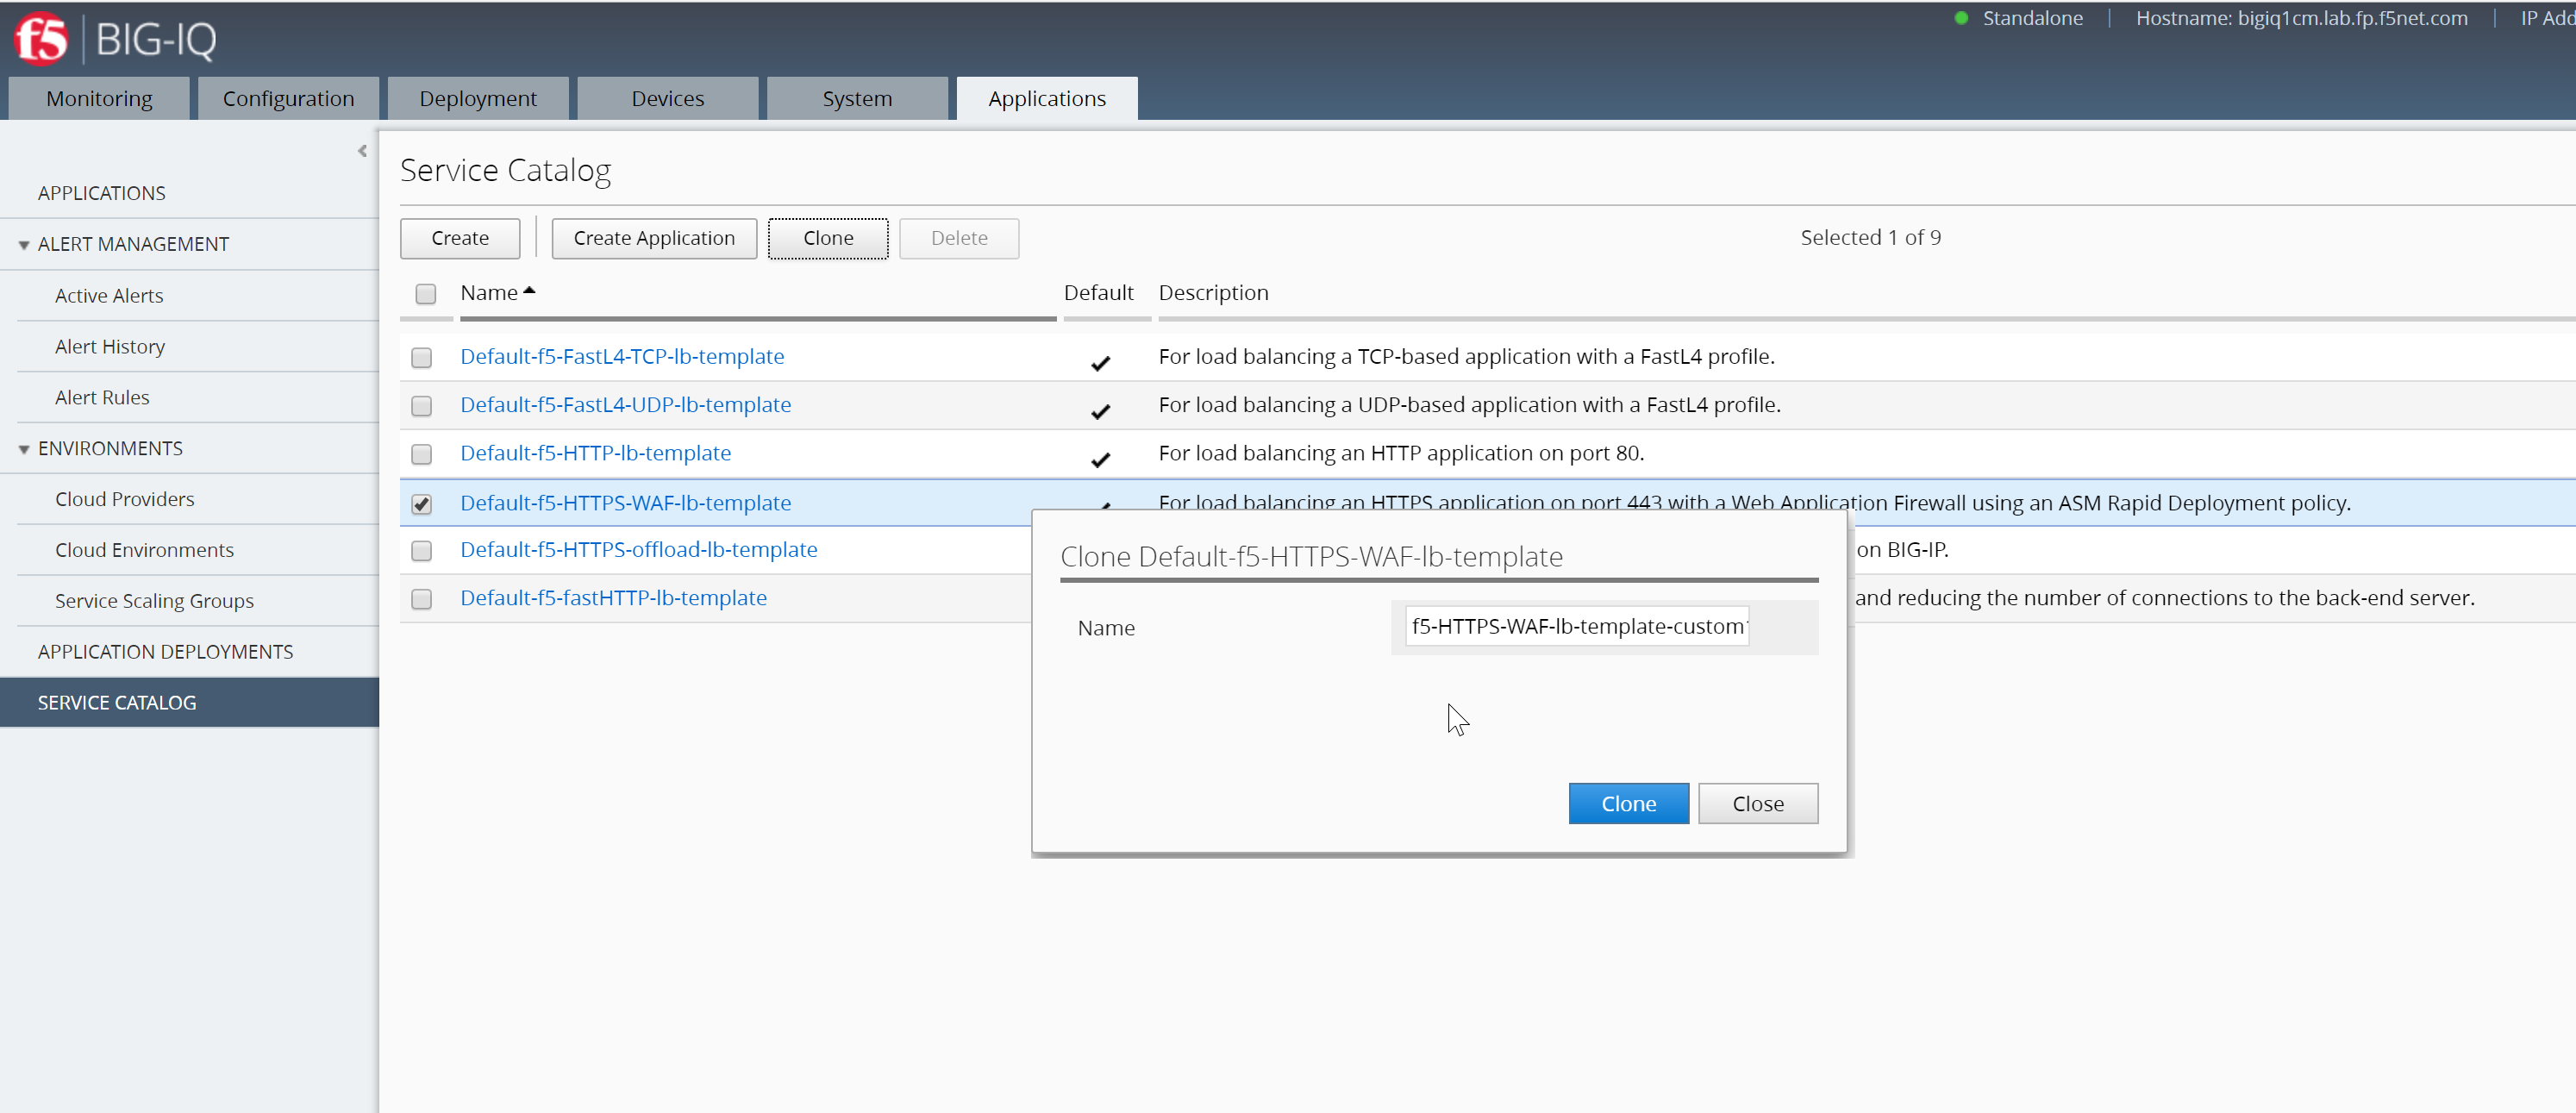 f5 BIG-IQ
Standalone | Hostname: bigiq1cm.lab.fp.f5net.com | IP Add
Monitoring Configuration Deployment Devices System Applications
APPLICATIONS
ALERT MANAGEMENT
Active Alerts
Alert History
Alert Rules
ENVIRONMENTS
Cloud Providers
Cloud Environments
Service Scaling Groups
APPLICATION DEPLOYMENTS
SERVICE CATALOG
Service Catalog
Create Create Application Clone Delete Selected 1 of 9
Name Default Description
Default-f5-FastL4-TCP-lb-template For load balancing a TCP-based application with a FastL4 profile.
Default-f5-FastL4-UDP-lb-template For load balancing a UDP-based application with a FastL4 profile.
Default-f5-HTTP-lb-template For load balancing an HTTP application on port 80.
Default-f5-HTTPS-WAF-lb-template For load balancing an HTTPS application on port 443 with a Web Application Firewall using an ASM Rapid Deployment policy.
Default-f5-HTTPS-offload-lb-template on BIG-IP.
Default-f5-fastHTTP-lb-template and reducing the number of connections to the back-end server.
Clone Default-f5-HTTPS-WAF-lb-template
Name f5-HTTPS-WAF-lb-template-custom
Clone Close